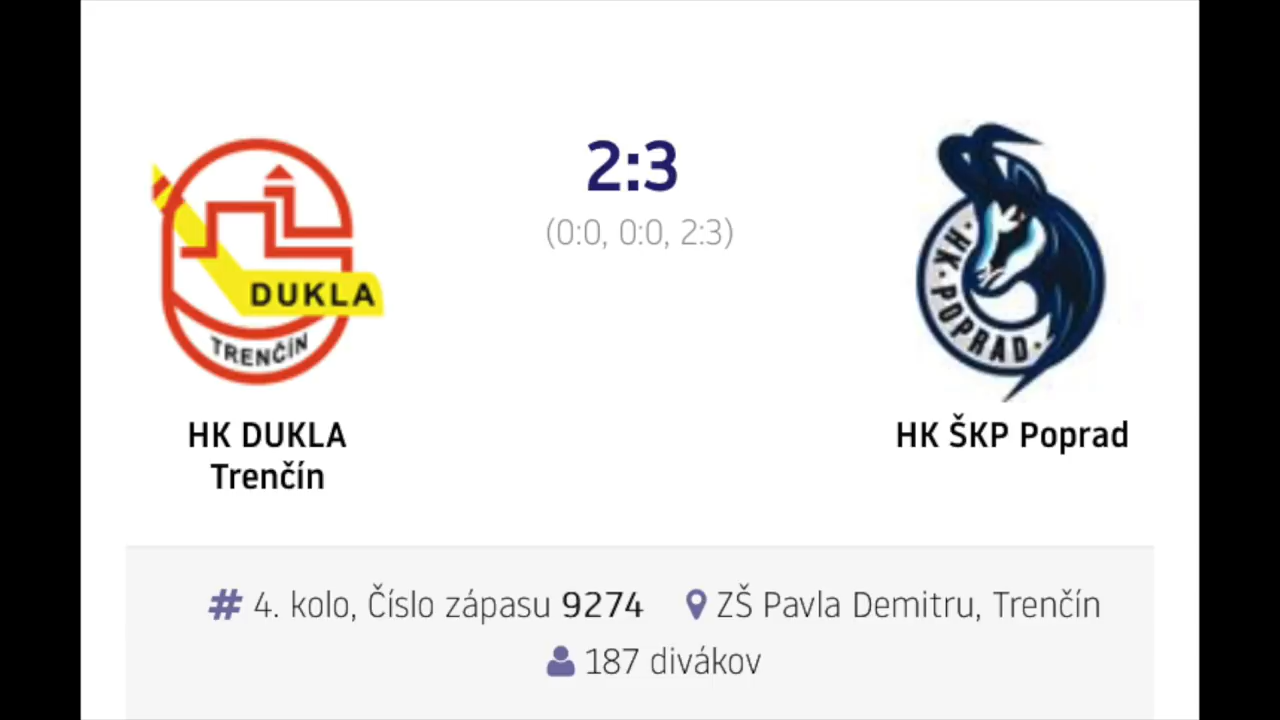 2:3
(0:0, 0:0, 2:3)
DUKLA
TRENČÍN
HK·POPRAD·
HK DUKLA
Trenčín
HK ŠKP Poprad
# 4. kolo, Číslo zápasu 9274 ZŠ Pavla Demitru, Trenčín
187 divákov